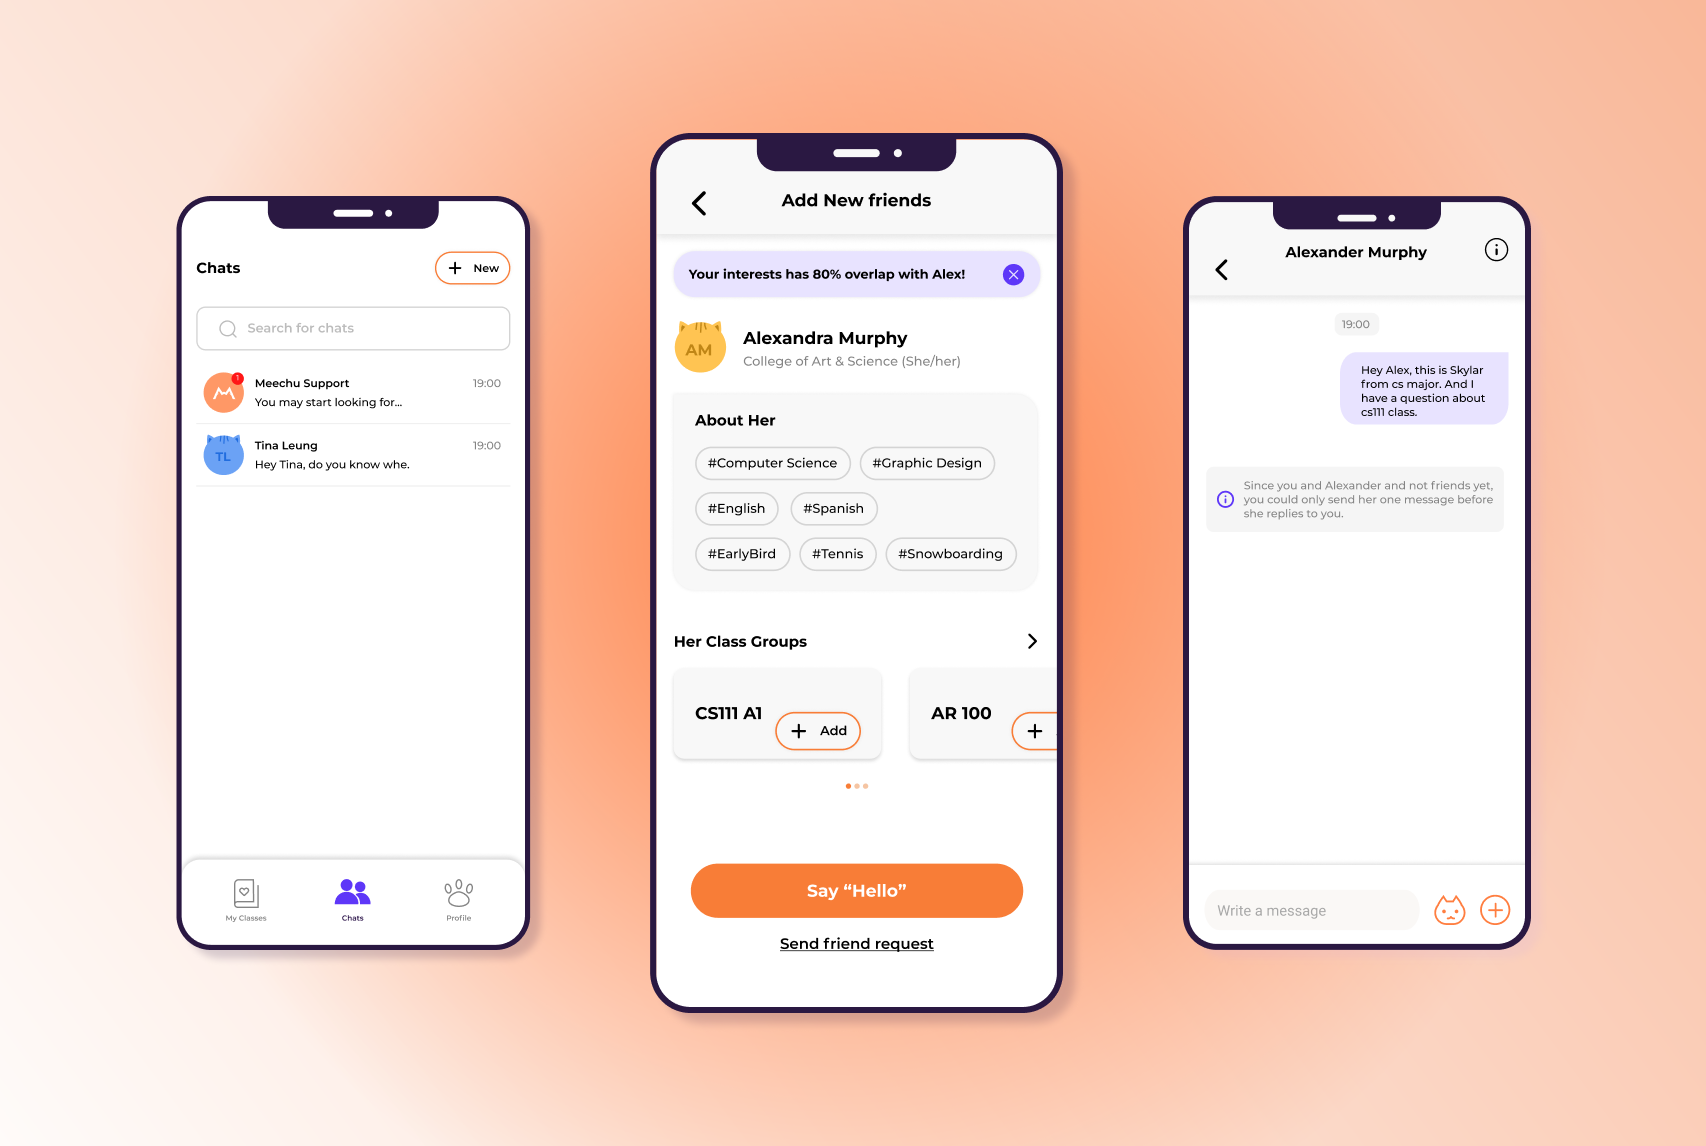 Chats
+ New
Search for chats
1
Meechu Support
19:00
You may start looking for...
TL
Tina Leung
19:00
Hey Tina, do you know whe.
My Classes
Chats
Profile
Add New friends
Your interests has 80% overlap with Alex!
AM
Alexandra Murphy
College of Art & Science (She/her)
About Her
#Computer Science
#Graphic Design
#English
#Spanish
#EarlyBird
#Tennis
#Snowboarding
Her Class Groups
CS111 A1
+ Add
AR 100
+
Say “Hello”
Send friend request
Alexander Murphy
19:00
Hey Alex, this is Skylar
from cs major. And I
have a question about
cs111 class.
Since you and Alexander and not friends yet,
you could only send her one message before
she replies to you.
Write a message